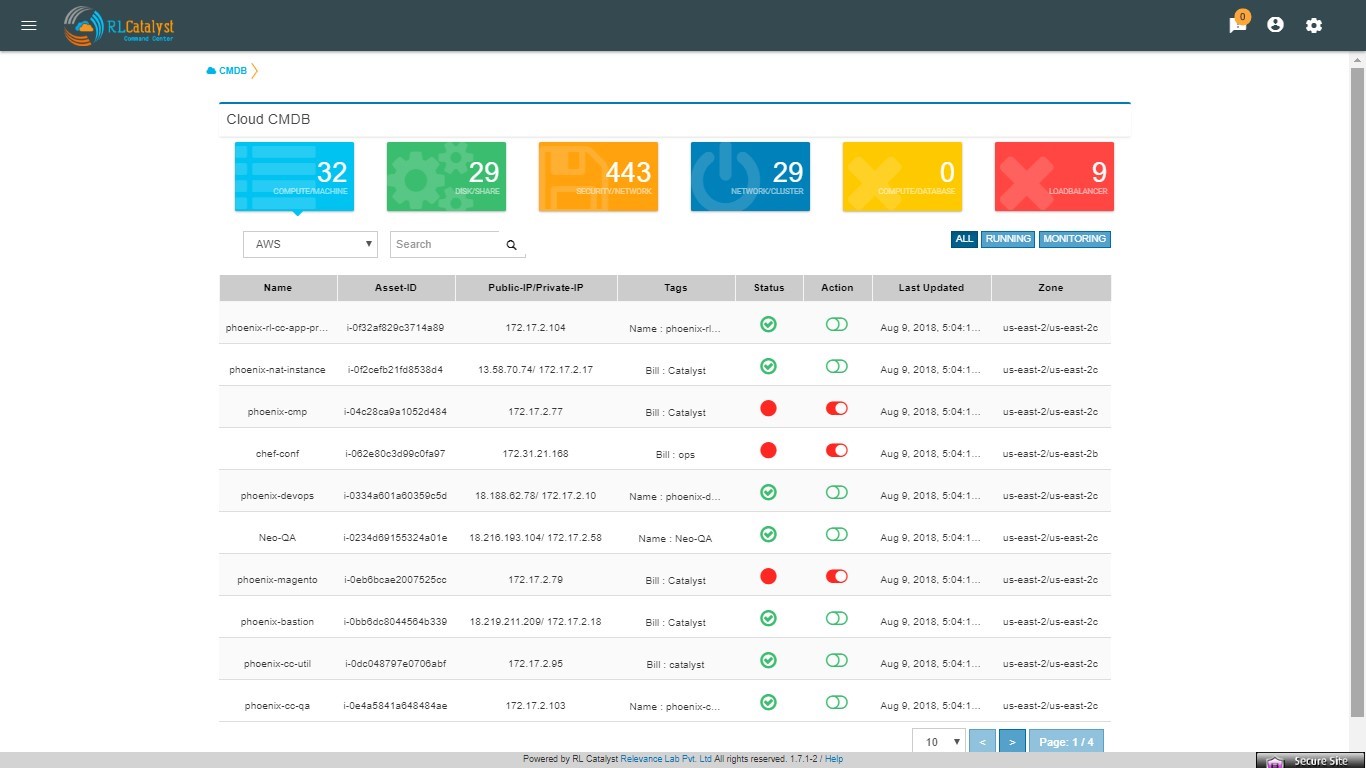 0
RLCatalyst
Command Center
CMDB
Cloud CMDB
32 29 443 29 0 9
COMPUTE/MACHINE DISK/SHARE SECURITY/NETWORK NETWORK/CLUSTER COMPUTE/DATABASE LOADBALANCER
AWS Search ALL RUNNING MONITORING
Name Asset-ID Public-IP/Private-IP Tags Status Action Last Updated Zone
phoenix-rl-cc-app-pr... i-0f32af829c3714a89 172.17.2.104 Name : phoenix-rl... Aug 9, 2018, 5:04:1... us-east-2/us-east-2c
phoenix-nat-instance i-0f2cefb21fd8538d4 13.58.70.74/ 172.17.2.17 Bill : Catalyst Aug 9, 2018, 5:04:1... us-east-2/us-east-2c
phoenix-cmp i-04c28ca9a1052d484 172.17.2.77 Bill : Catalyst Aug 9, 2018, 5:04:1... us-east-2/us-east-2c
chef-conf i-062e80c3d99c0fa97 172.31.21.168 Bill : ops Aug 9, 2018, 5:04:1... us-east-2/us-east-2b
phoenix-devops i-0334a601a60359c5d 18.188.62.78/ 172.17.2.10 Name : phoenix-d... Aug 9, 2018, 5:04:1... us-east-2/us-east-2c
Neo-QA i-0234d69155324a01e 18.216.193.104/ 172.17.2.58 Name : Neo-QA Aug 9, 2018, 5:04:1... us-east-2/us-east-2c
phoenix-magento i-0eb6bcae2007525cc 172.17.2.79 Bill : Catalyst Aug 9, 2018, 5:04:1... us-east-2/us-east-2c
phoenix-bastion i-0bb6dc8044564b339 18.219.211.209/ 172.17.2.18 Bill : Catalyst Aug 9, 2018, 5:04:1... us-east-2/us-east-2c
phoenix-cc-util i-0dc048797e0706abf 172.17.2.95 Bill : catalyst Aug 9, 2018, 5:04:1... us-east-2/us-east-2c
phoenix-cc-qa i-0e4a5841a648484ae 172.17.2.103 Name : phoenix-c... Aug 9, 2018, 5:04:1... us-east-2/us-east-2c
10 < > Page: 1 / 4
Powered by RL Catalyst Relevance Lab Pvt. Ltd All rights reserved. 1.7.1-2 / Help
Secure Site